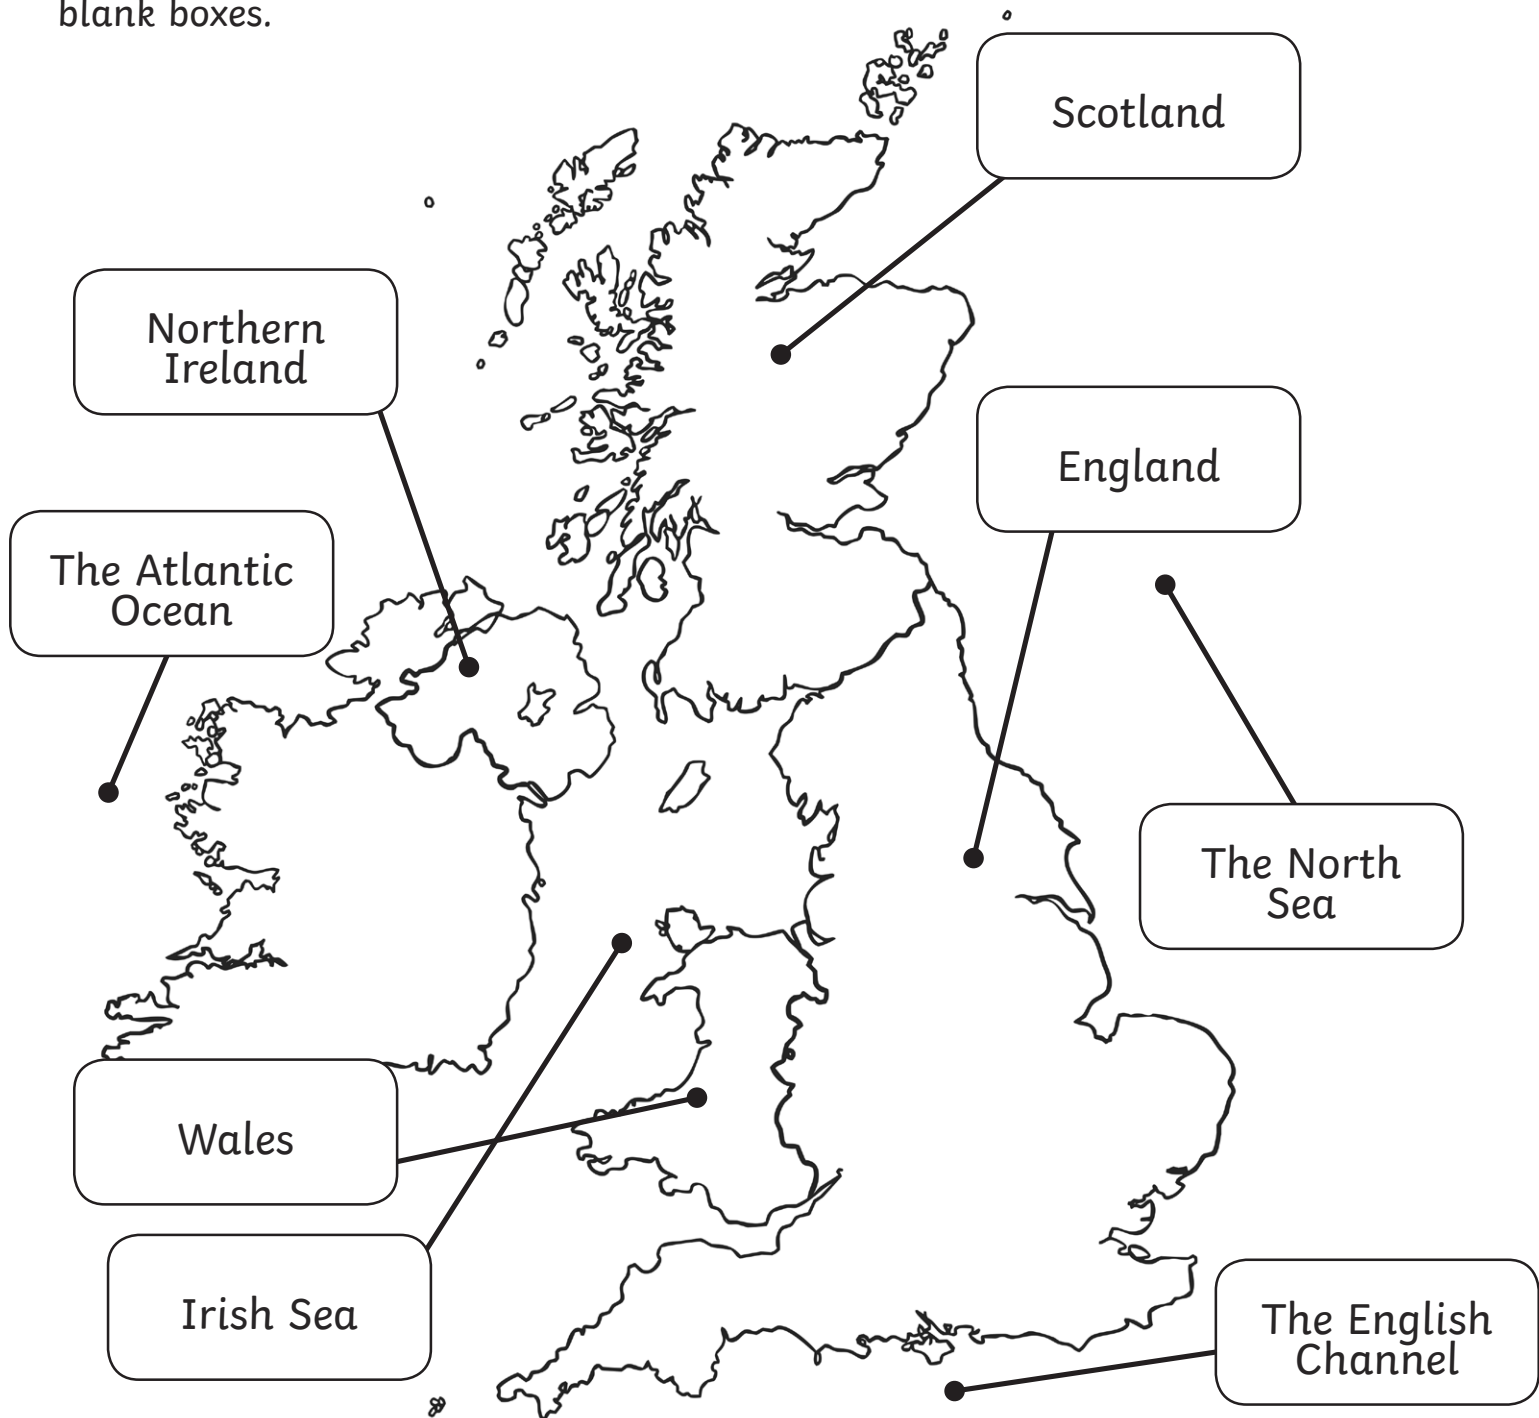 blank boxes.
Scotland
Northern
Ireland
England
The Atlantic
Ocean
The North
Sea
Wales
Irish Sea
The English
Channel